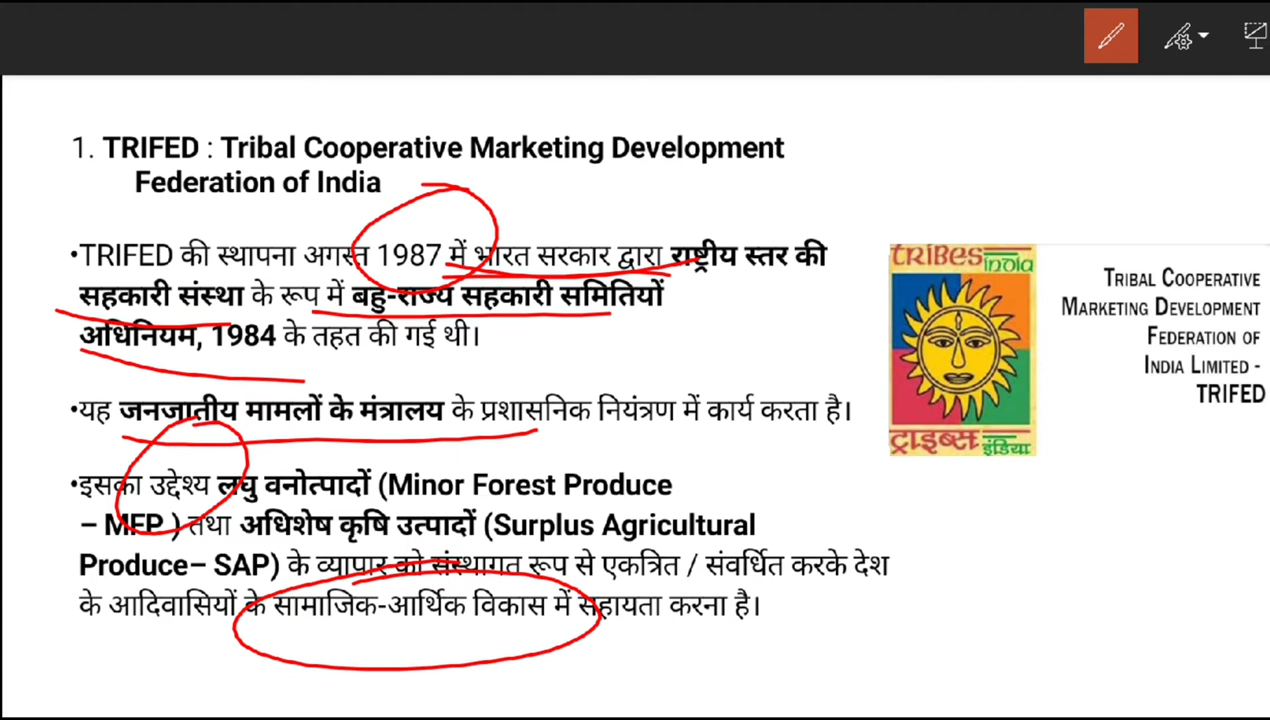 1. TRIFED : Tribal Cooperative Marketing Development
Federation of India
•TRIFED की स्थापना अगस्त 1987 में भारत सरकार द्वारा राष्ट्रीय स्तर की
सहकारी संस्था के रूप में बहु-राज्य सहकारी समितियों
अधिनियम, 1984 के तहत की गई थी।
•यह जनजातीय मामलों के मंत्रालय के प्रशासनिक नियंत्रण में कार्य करता है।
•इसका उद्देश्य लघु वनोत्पादों (Minor Forest Produce
– MFP ) तथा अधिशेष कृषि उत्पादों (Surplus Agricultural
Produce– SAP) के व्यापार को संस्थागत रूप से एकत्रित / संवर्धित करके देश
के आदिवासियों के सामाजिक-आर्थिक विकास में सहायता करना है।
TRIBES india
ट्राइब्स इंडिया
TRIBAL COOPERATIVE
MARKETING DEVELOPMENT
FEDERATION OF
INDIA LIMITED -
TRIFED